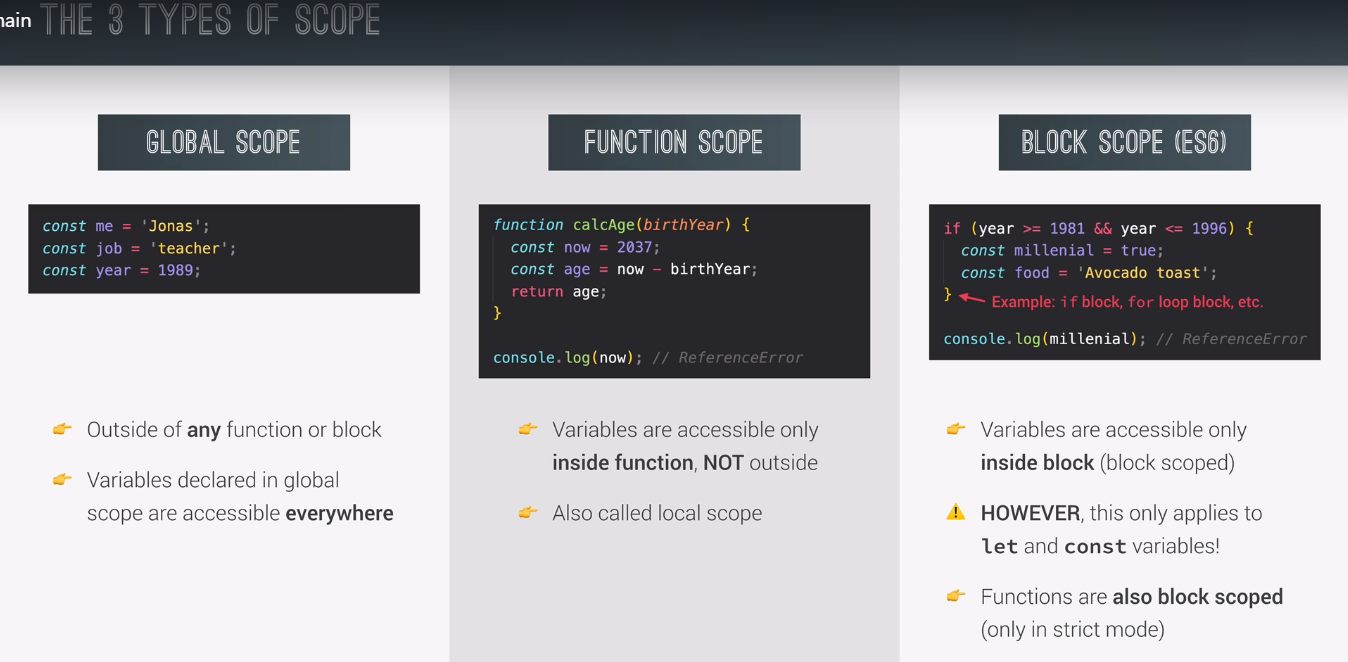 THE 3 TYPES OF SCOPE
GLOBAL SCOPE
const me = 'Jonas';
const job = 'teacher';
const year = 1989;
Outside of any function or block
Variables declared in global
scope are accessible everywhere
FUNCTION SCOPE
function calcAge(birthYear) {
const now = 2037;
const age = now - birthYear;
return age;
}
console.log(now); // ReferenceError
Variables are accessible only
inside function, NOT outside
Also called local scope
BLOCK SCOPE (ES6)
if (year >= 1981 && year <= 1996) {
const millenial = true;
const food = 'Avocado toast';
} Example: if block, for loop block, etc.
console.log(millenial); // ReferenceError
Variables are accessible only
inside block (block scoped)
HOWEVER, this only applies to
let and const variables!
Functions are also block scoped
(only in strict mode)